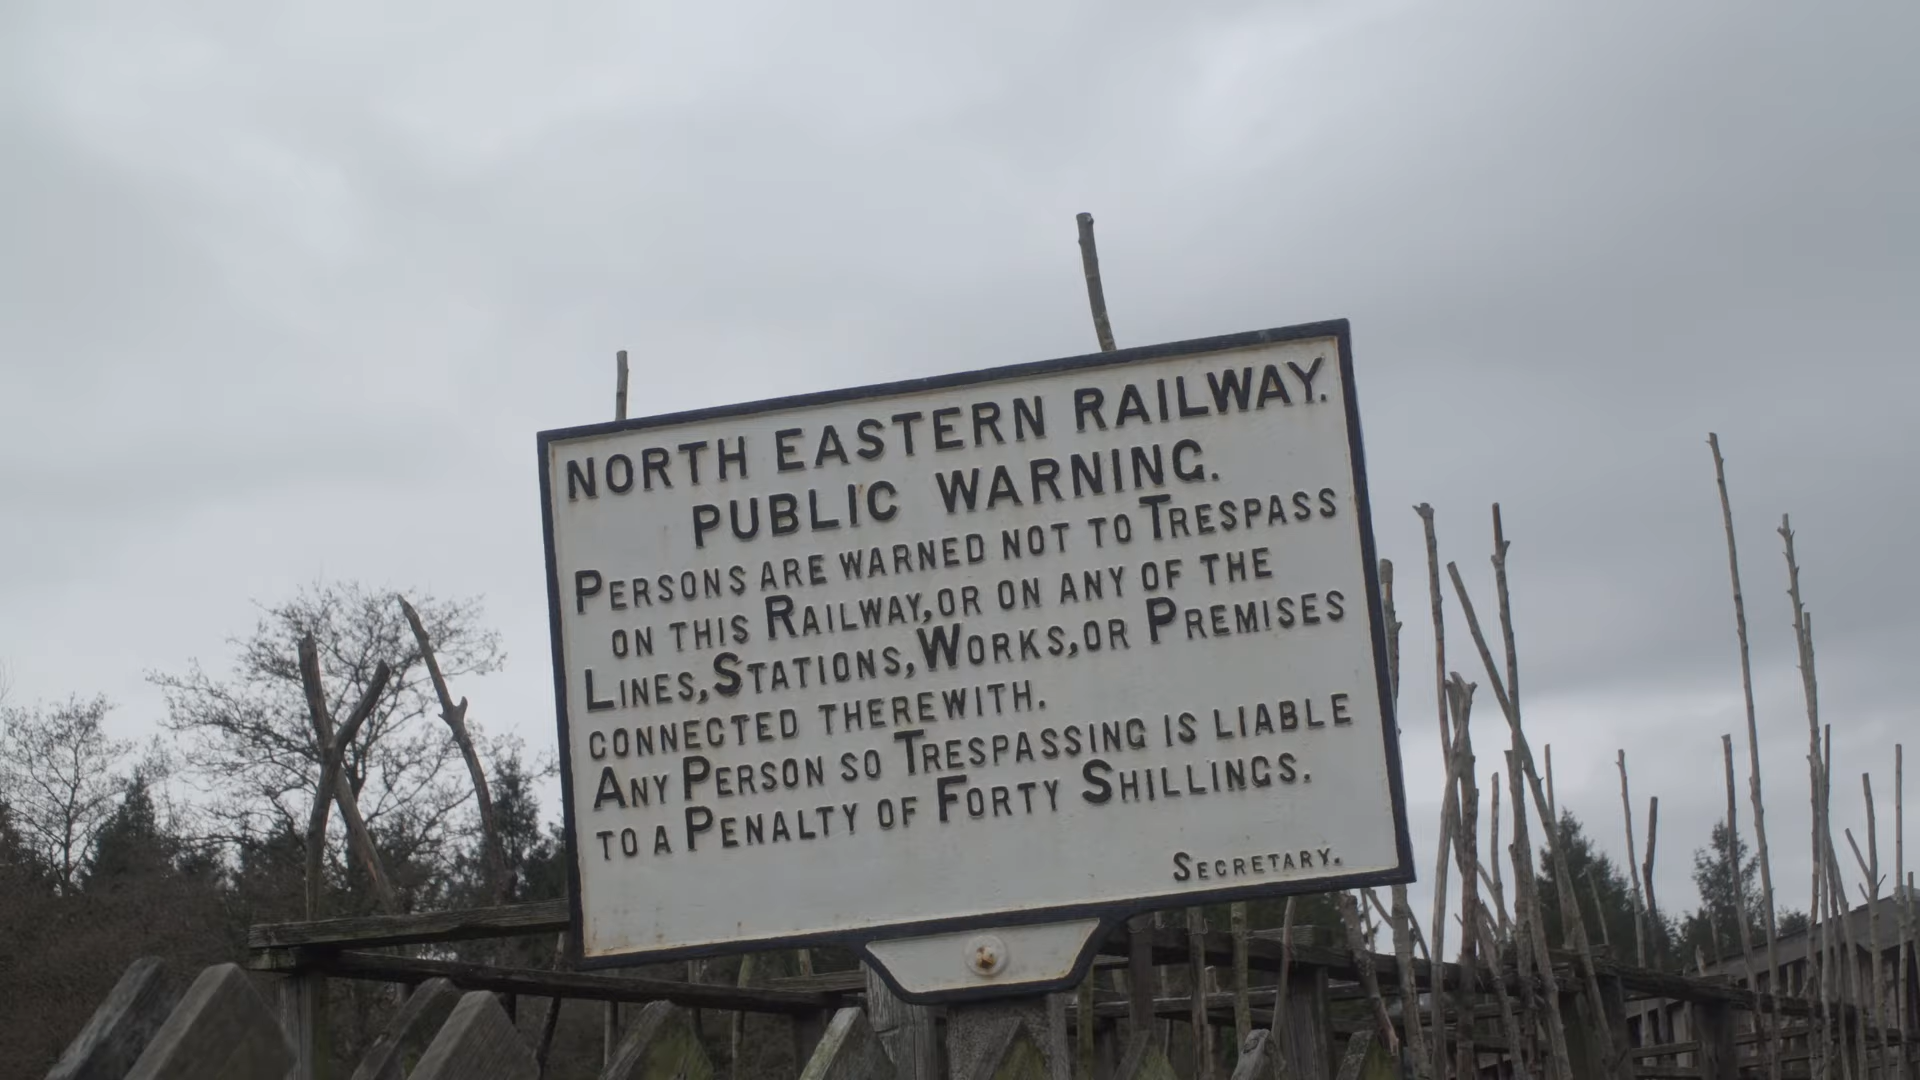 NORTH EASTERN RAILWAY.
PUBLIC WARNING.
PERSONS ARE WARNED NOT TO TRESPASS
ON THIS RAILWAY, OR ON ANY OF THE
LINES, STATIONS, WORKS, OR PREMISES
CONNECTED THEREWITH.
ANY PERSON SO TRESPASSING IS LIABLE
TO A PENALTY OF FORTY SHILLINGS.
SECRETARY.